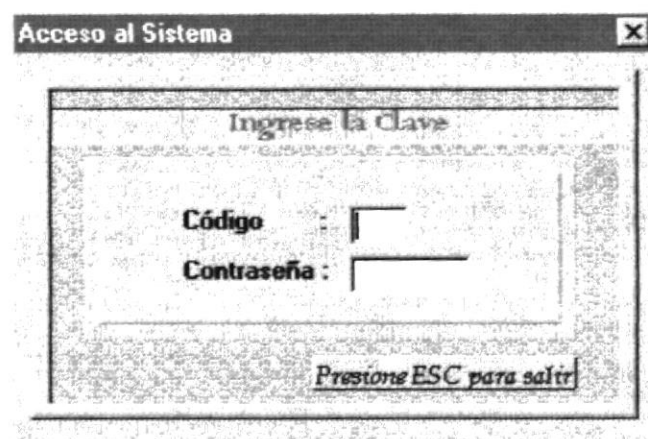 Acceso al Sistema
Ingrese la Clave
Código :
Contraseña :
Presione ESC para salir